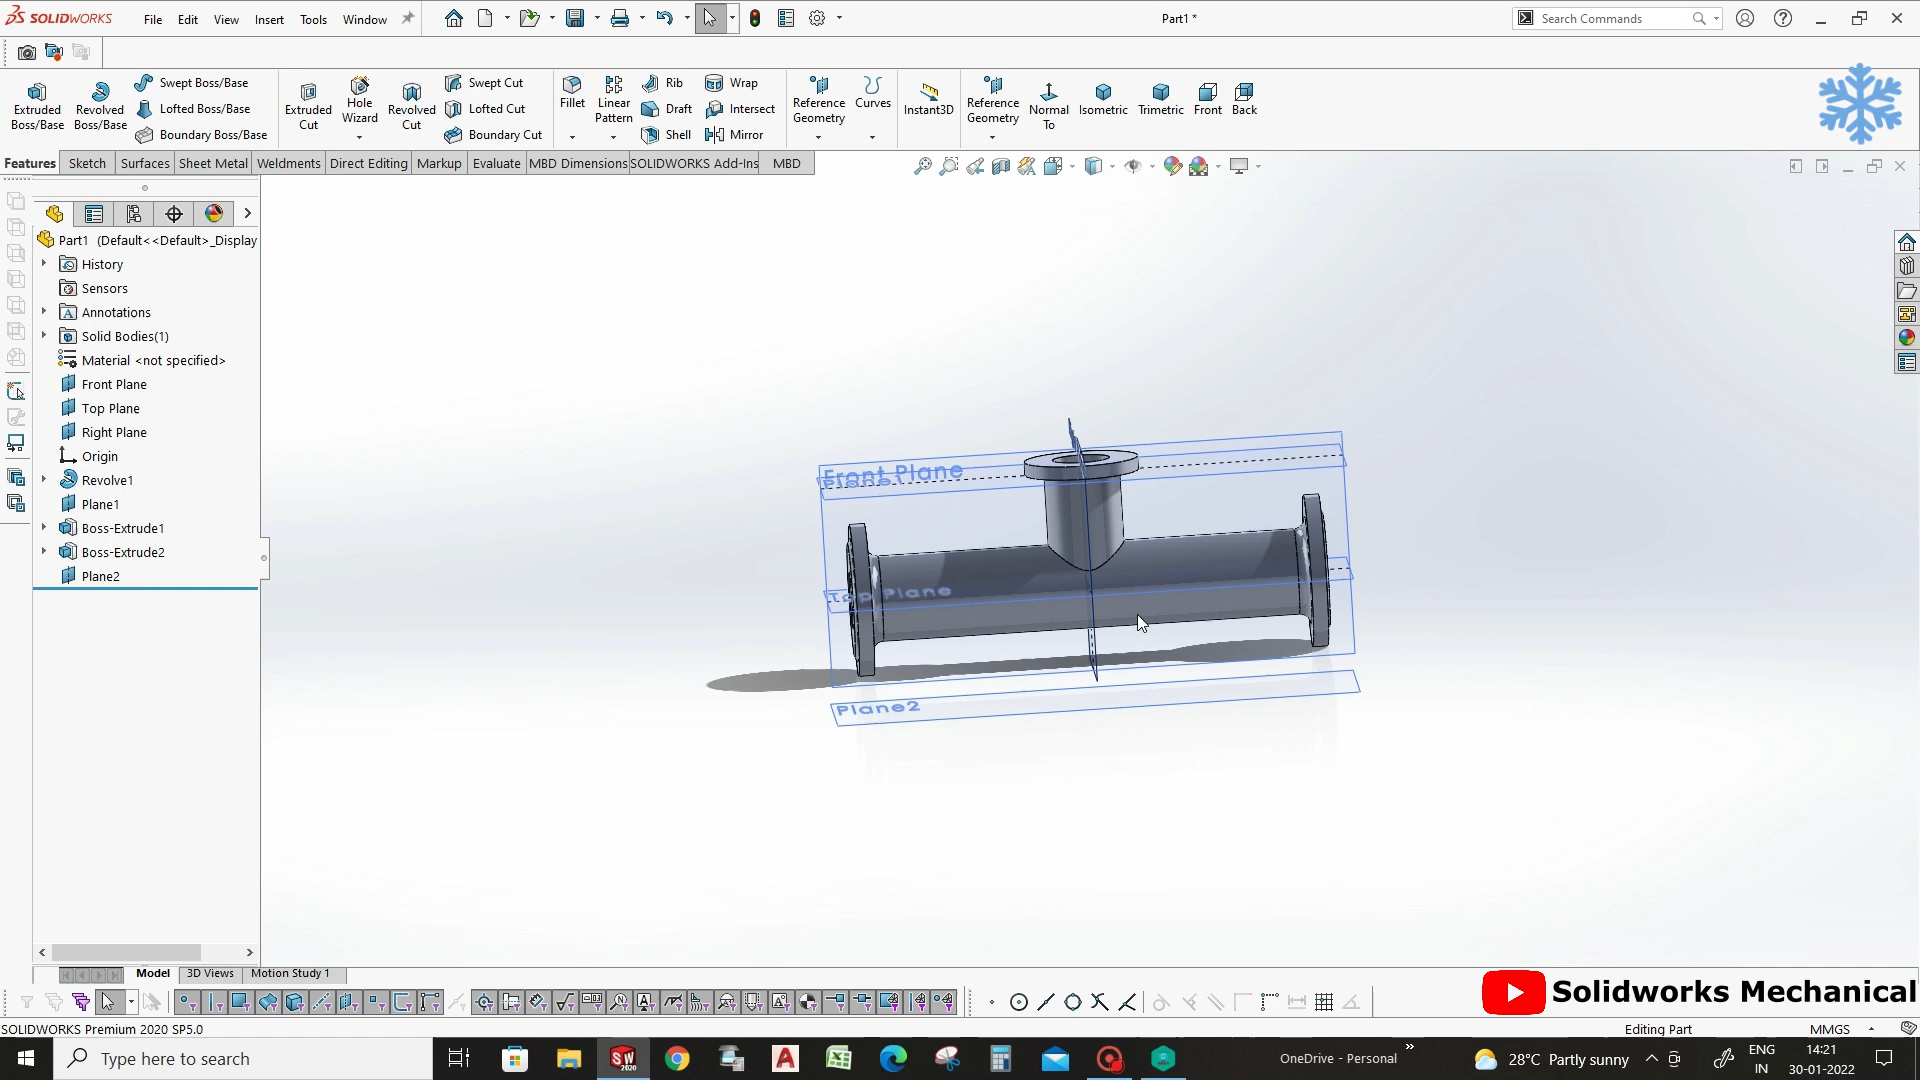 SOLIDWORKS File Edit View Insert Tools Window Part1 * Search Commands
Extruded Boss/Base
Revolved Boss/Base
Swept Boss/Base
Lofted Boss/Base
Boundary Boss/Base
Extruded Cut
Hole Wizard
Revolved Cut
Swept Cut
Lofted Cut
Boundary Cut
Fillet
Linear Pattern
Rib
Draft
Shell
Wrap
Intersect
Mirror
Reference Geometry
Curves
Instant3D
Reference Geometry
Normal To
Isometric
Trimetric
Front
Back
Features Sketch Surfaces Sheet Metal Weldments Direct Editing Markup Evaluate MBD Dimensions SOLIDWORKS Add-Ins MBD
Part1 (Default<<Default>_Display
History
Sensors
Annotations
Solid Bodies(1)
Material <not specified>
Front Plane
Top Plane
Right Plane
Origin
Revolve1
Plane1
Boss-Extrude1
Boss-Extrude2
Plane2
Front Plane
Top Plane
Plane2
Model 3D Views Motion Study 1
Solidworks Mechanical
SOLIDWORKS Premium 2020 SP5.0 Editing Part MMGS
Type here to search
SW
2020
OneDrive - Personal
28°C Partly sunny
ENG
IN
14:21
30-01-2022